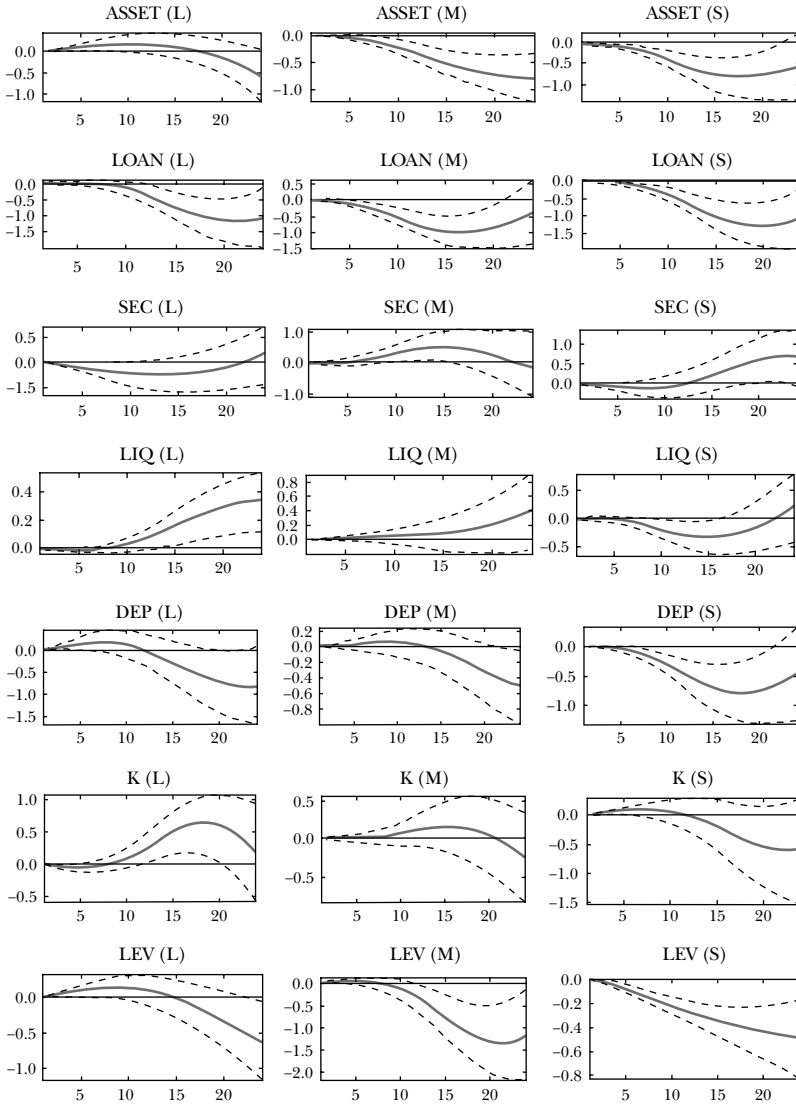 ASSET (L)
0.0
−0.5
−1.0
5 10 15 20
ASSET (M)
0.0
−0.5
−1.0
5 10 15 20
ASSET (S)
0.0
−0.5
−1.0
5 10 15 20
LOAN (L)
0.0
−0.5
−1.0
−1.5
5 10 15 20
LOAN (M)
0.5
0.0
−0.5
−1.0
−1.5
5 10 15 20
LOAN (S)
0.0
−0.5
−1.0
−1.5
5 10 15 20
SEC (L)
0.5
0.0
−1.5
5 10 15 20
SEC (M)
1.0
0.0
−1.0
5 10 15 20
SEC (S)
1.0
0.5
0.0
5 10 15 20
LIQ (L)
0.4
0.2
0.0
5 10 15 20
LIQ (M)
0.8
0.6
0.4
0.2
0.0
5 10 15 20
LIQ (S)
0.5
0.0
−0.5
5 10 15 20
DEP (L)
0.0
−0.5
−1.0
−1.5
5 10 15 20
DEP (M)
0.2
0.0
−0.2
−0.4
−0.6
−0.8
5 10 15 20
DEP (S)
0.0
−0.5
−1.0
5 10 15 20
K (L)
1.0
0.5
0.0
−0.5
5 10 15 20
K (M)
0.5
0.0
−0.5
5 10 15 20
K (S)
0.0
−0.5
−1.0
−1.5
5 10 15 20
LEV (L)
0.0
−1.0
5 10 15 20
LEV (M)
0.0
−0.5
−1.0
−1.5
−2.0
5 10 15 20
LEV (S)
0.0
−0.2
−0.4
−0.6
−0.8
5 10 15 20